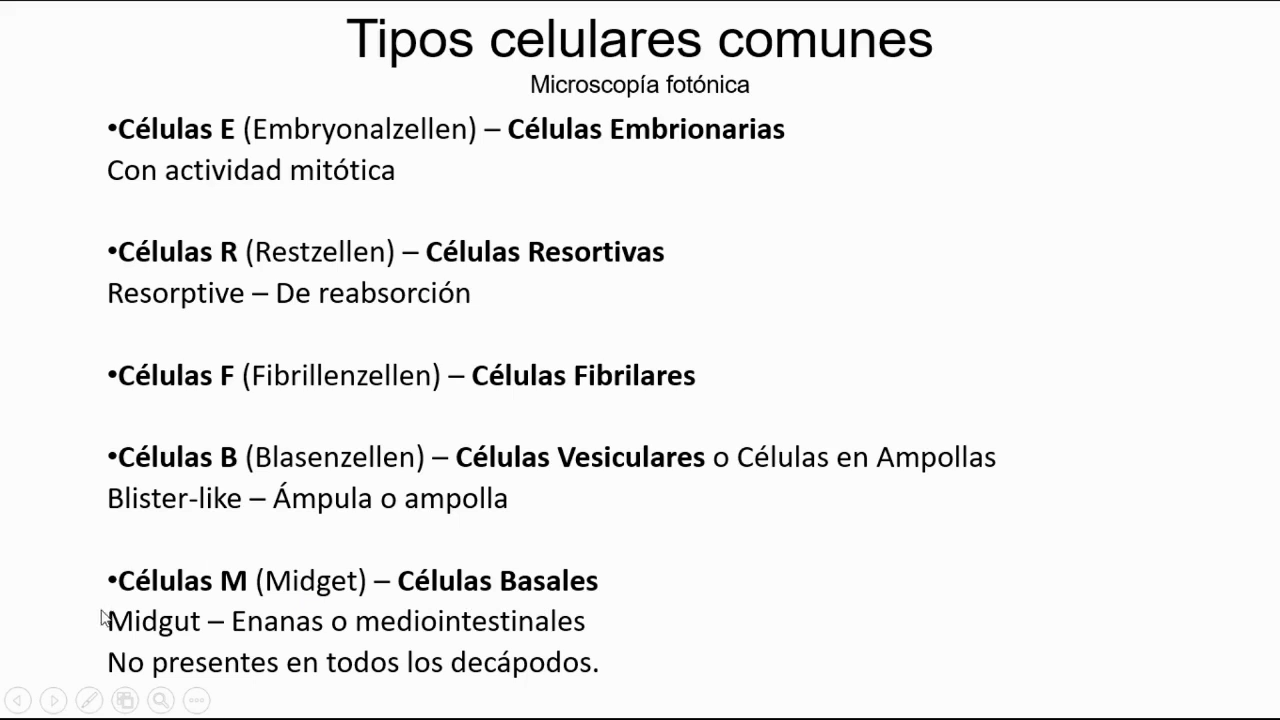 Tipos celulares comunes
Microscopía fotónica
•Células E (Embryonalzellen) – Células Embrionarias
Con actividad mitótica
•Células R (Restzellen) – Células Resortivas
Resorptive – De reabsorción
•Células F (Fibrillenzellen) – Células Fibrilares
•Células B (Blasenzellen) – Células Vesiculares o Células en Ampollas
Blister-like – Ámpula o ampolla
•Células M (Midget) – Células Basales
Midgut – Enanas o mediointestinales
No presentes en todos los decápodos.